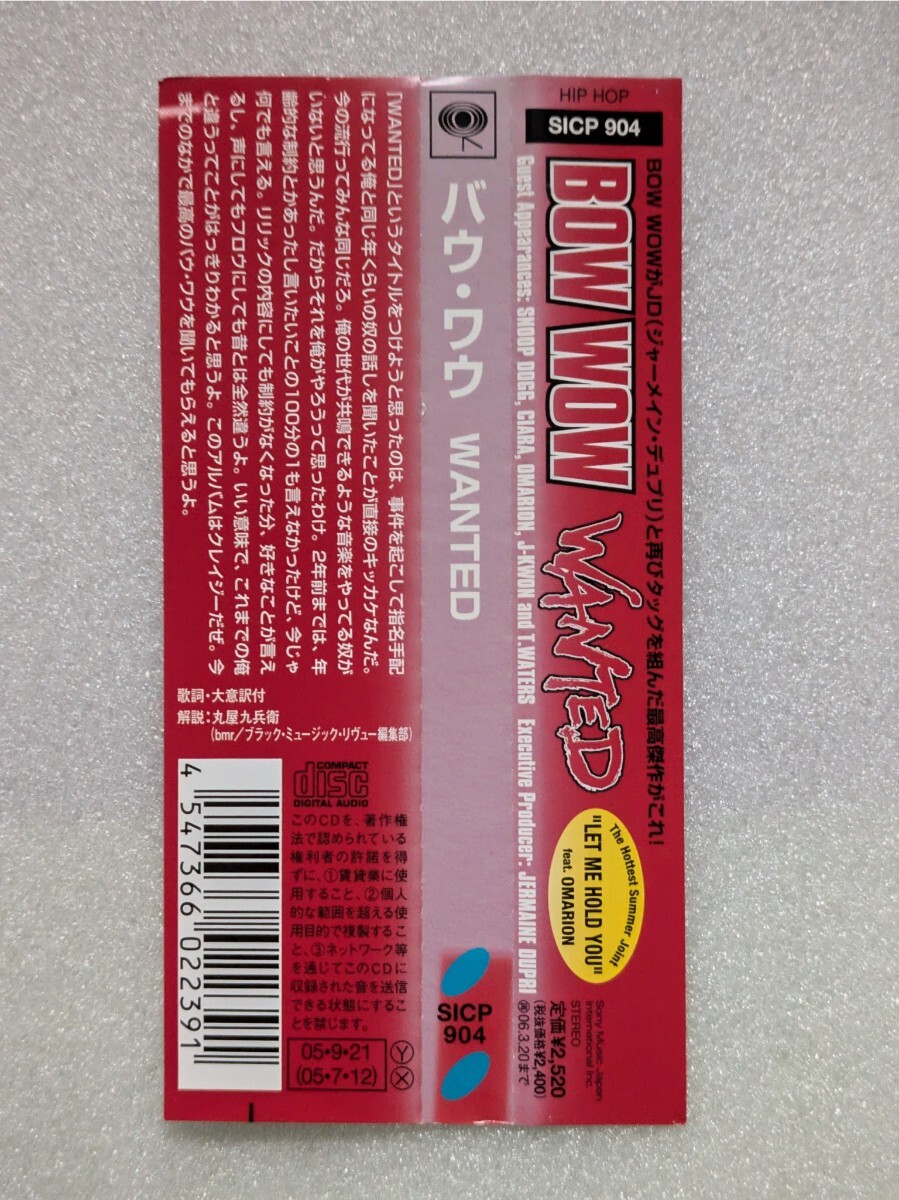 HIP HOP
SICP 904
BOW WOWがJD(ジャーメイン・デュプリ)と再びタッグを組んだ最高傑作がこれ!
BOW WOW
WANTED
Guest Appearances: SNOOP DOGG, CIARA, OMARION, J-KWON and T.WATERS Executive Producer: JERMAINE DUPRI
The Hottest Summer Joint
"LET ME HOLD YOU"
feat. OMARION
Sony Music Japan
International Inc.
STEREO
定価¥2,520
(税抜価格¥2,400)
再06.3.20まで
バウ・ワウ WANTED
SICP
904
「WANTED」というタイトルをつけようと思ったのは、事件を起こして指名手配
になってる俺と同じ年くらいの奴の話しを聞いたことが直接のキッカケなんだ。
今の流行ってみんな同じだろ。俺の世代が共鳴できるような音楽をやってる奴が
いないと思うんだ。だからそれを俺がやろうって思ったわけ。2年前までは、年
齢的な制約とかあったし言いたいことの100分の1も言えなかったけど、今じゃ
何でも言える。リリックの内容にしても制約がなくなった分、好きなことが言え
るし、声にしてもフロウにしても昔とは全然違うよ。いい意味で、これまでの俺
と違うってことがはっきりわかると思うよ。このアルバムはクレイジーだぜ。今
までのなかで最高のバウ・ワウを聞いてもらえると思うよ。
歌詞・大意訳付
解説:丸屋九兵衛
(bmr/ブラック・ミュージック・リヴュー編集部)
COMPACT
disc
DIGITAL AUDIO
このCDを、著作権
法で認められている
権利者の許諾を得
ずに、①賃貸業に使
用すること、②個人
的な範囲を超える使
用目的で複製するこ
と、③ネットワーク等
を通じてこのCDに
収録された音を送信
できる状態にするこ
とを禁じます。
05・9・21 Y
(05・7・12) X
4 547366 022391